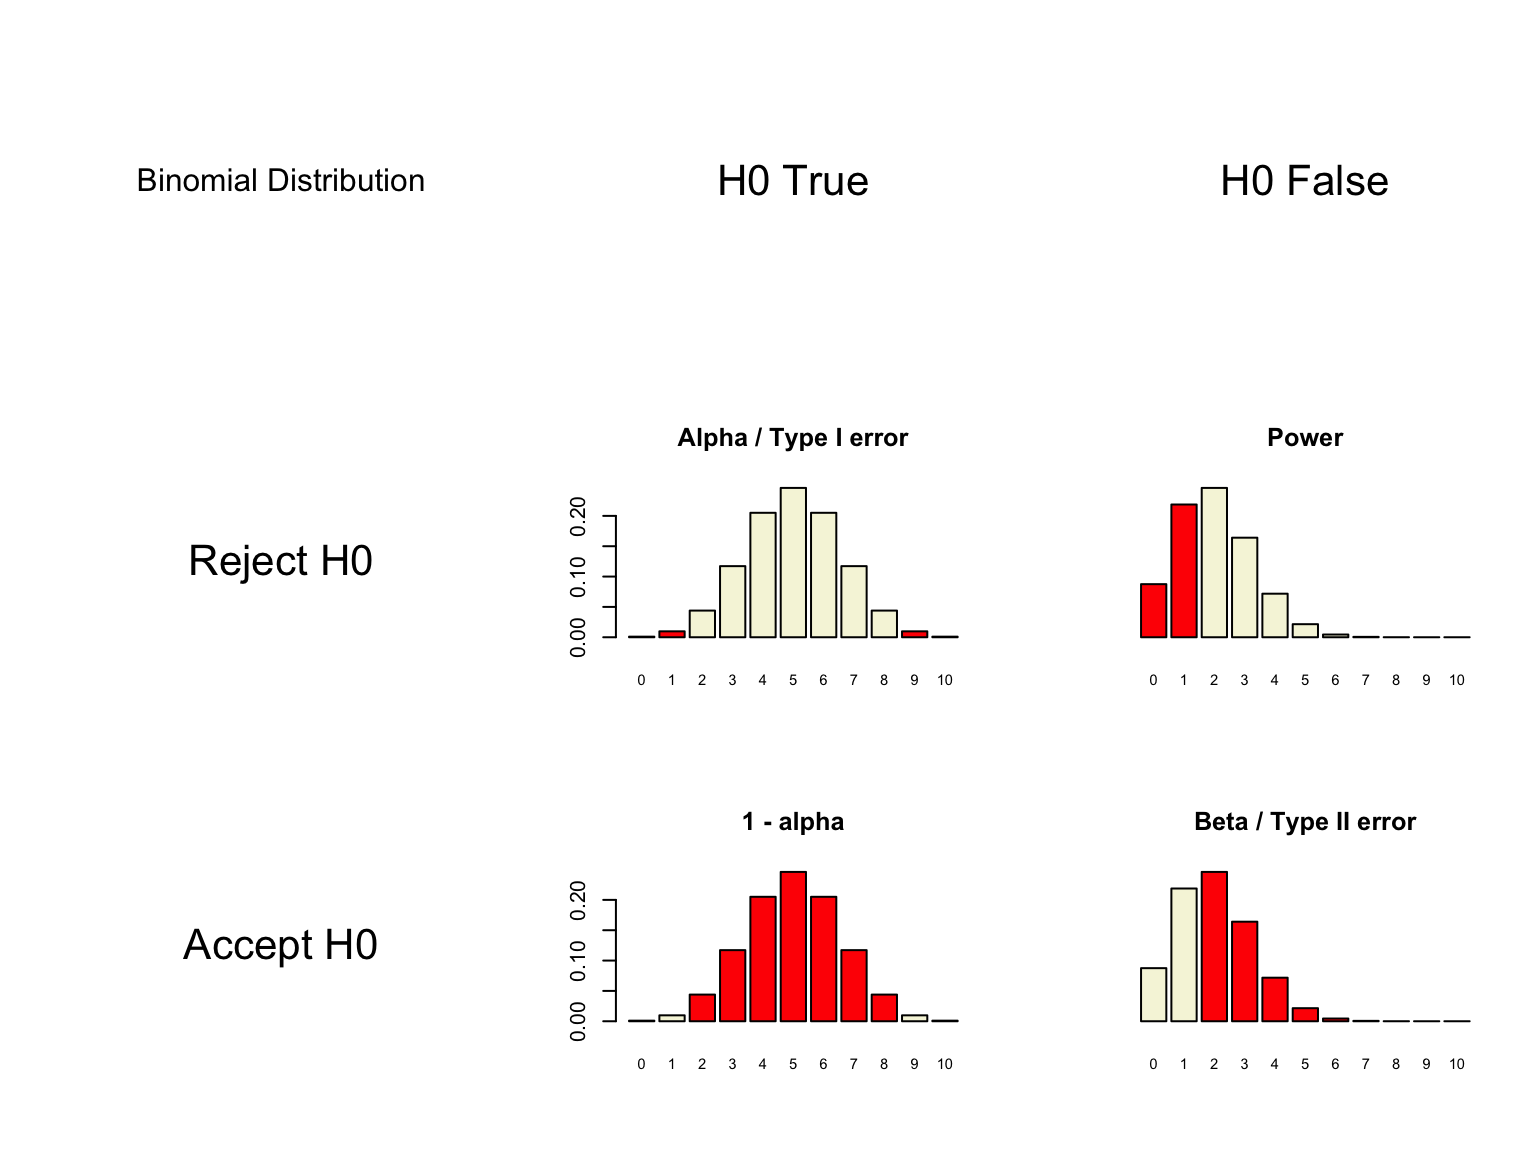 Binomial Distribution
H0 True
H0 False
Reject H0
Alpha / Type I error
0.00 0.10 0.20
0 1 2 3 4 5 6 7 8 9 10
Power
0 1 2 3 4 5 6 7 8 9 10
Accept H0
1 - alpha
0.00 0.10 0.20
0 1 2 3 4 5 6 7 8 9 10
Beta / Type II error
0 1 2 3 4 5 6 7 8 9 10